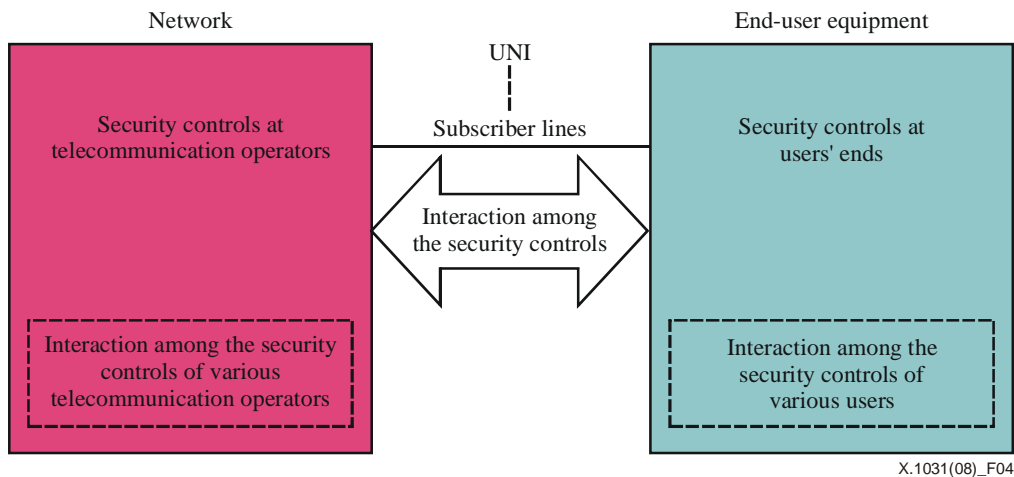 Network
End-user equipment
UNI
Subscriber lines
Security controls at
telecommunication operators
Security controls at
users' ends
Interaction among
the security controls
Interaction among the security
controls of various
telecommunication operators
Interaction among the
security controls of
various users
X.1031(08)_F04